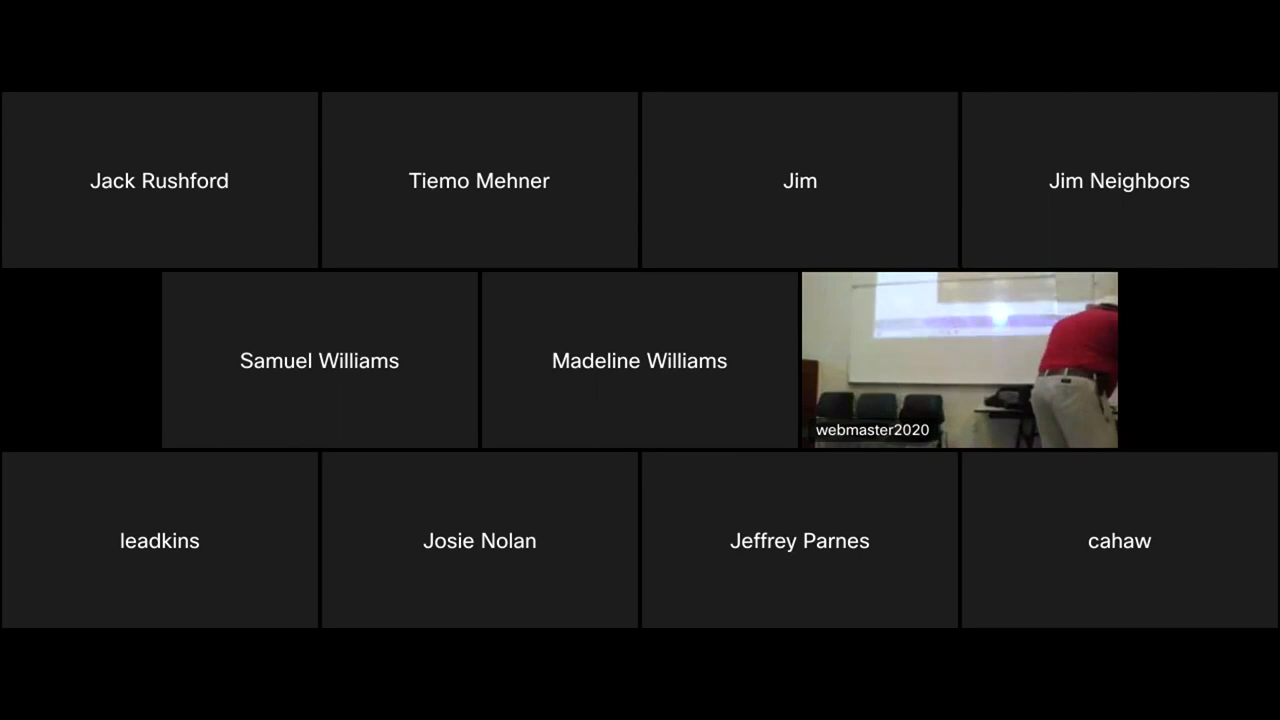 Jack Rushford
Tiemo Mehner
Jim
Jim Neighbors
Samuel Williams
Madeline Williams
webmaster2020
leadkins
Josie Nolan
Jeffrey Parnes
cahaw